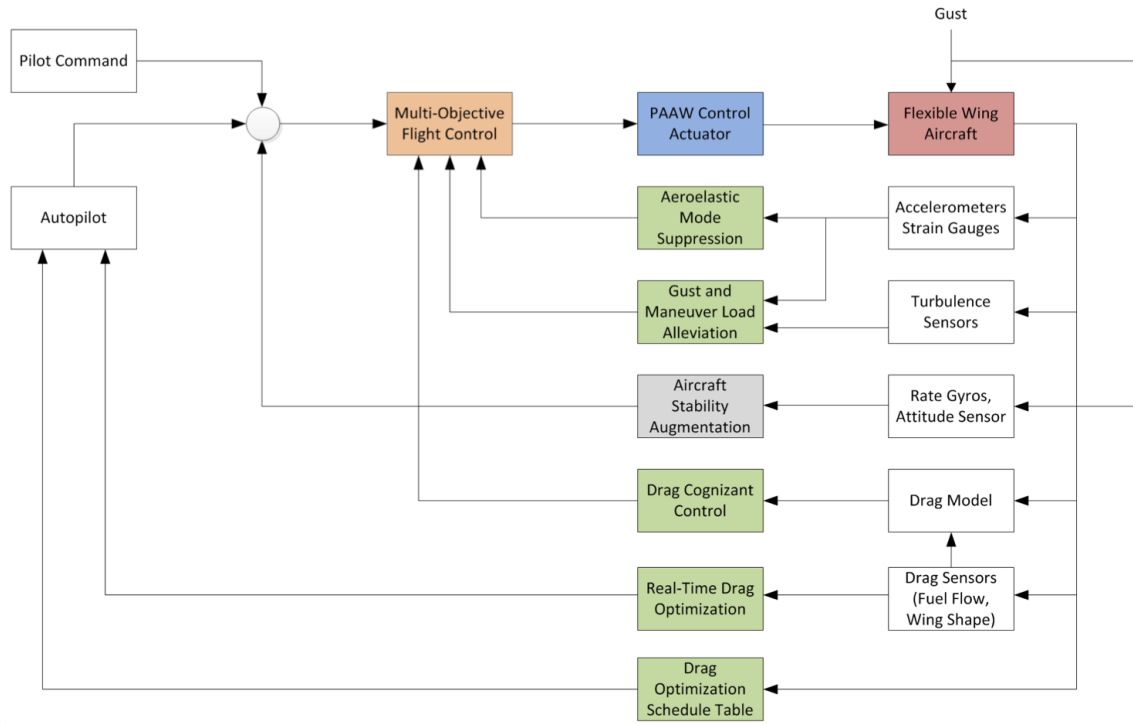 Gust
Pilot Command
Multi-Objective
Flight Control
PAAW Control
Actuator
Flexible Wing
Aircraft
Autopilot
Aeroelastic
Mode
Suppression
Accelerometers
Strain Gauges
Gust and
Maneuver Load
Alleviation
Turbulence
Sensors
Aircraft
Stability
Augmentation
Rate Gyros,
Attitude Sensor
Drag Cognizant
Control
Drag Model
Real-Time Drag
Optimization
Drag Sensors
(Fuel Flow,
Wing Shape)
Drag
Optimization
Schedule Table